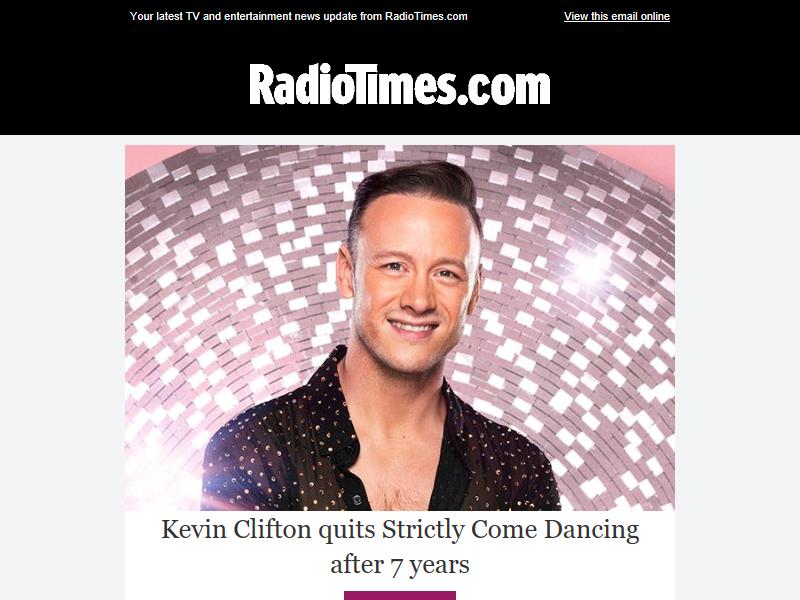 Your latest TV and entertainment news update from RadioTimes.com
View this email online
RadioTimes.com
Kevin Clifton quits Strictly Come Dancing
after 7 years